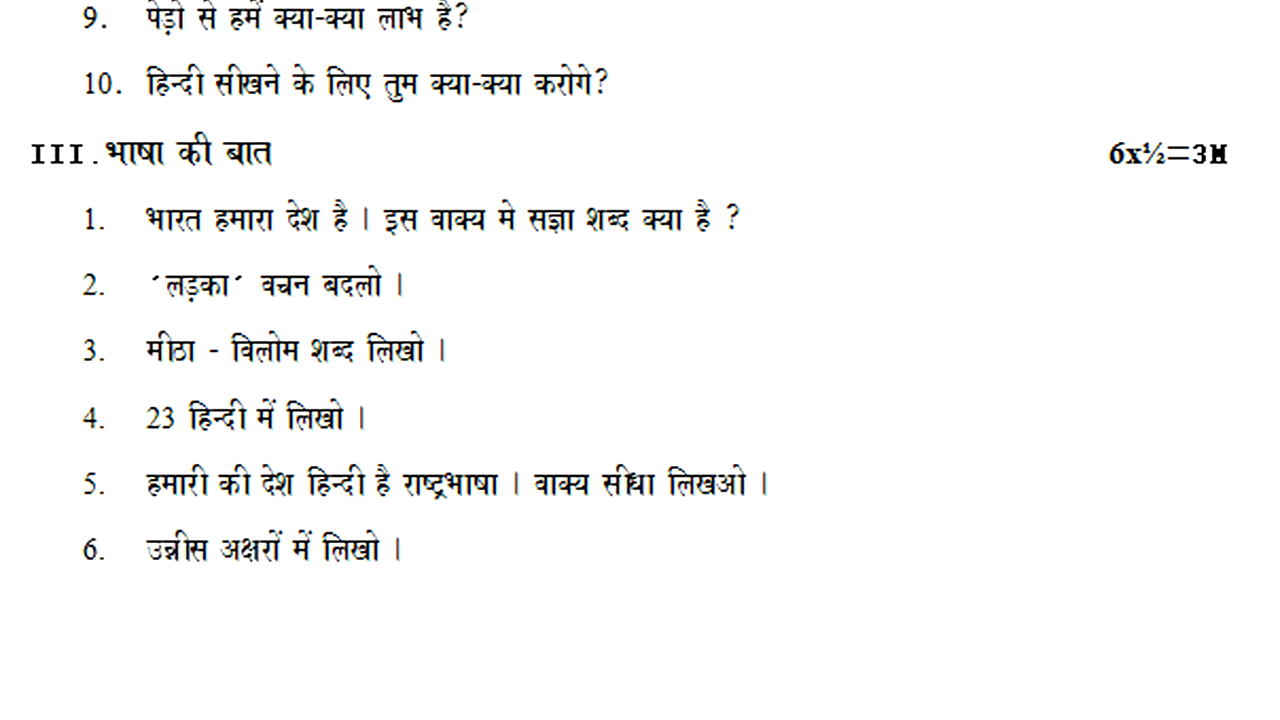 9. पेड़ो से हमें क्या-क्या लाभ है?
10. हिन्दी सीखने के लिए तुम क्या-क्या करोगे?
III.भाषा की बात 6x½=3M
1. भारत हमारा देश है । इस वाक्य मे सज्ञा शब्द क्या है ?
2. ´लड़का´ वचन बदलो ।
3. मीठा - विलोम शब्द लिखो ।
4. 23 हिन्दी में लिखो ।
5. हमारी की देश हिन्दी है राष्ट्रभाषा । वाक्य सीधा लिखओ ।
6. उन्नीस अक्षरों में लिखो ।